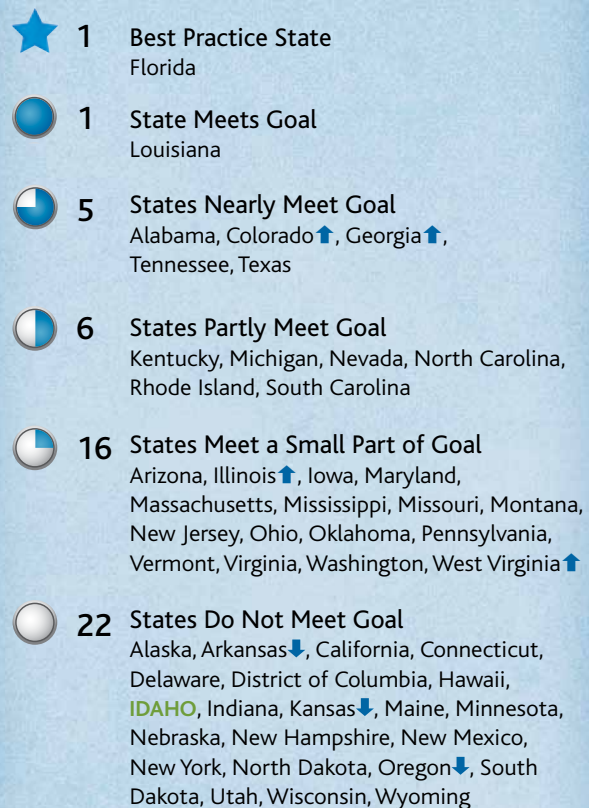 1 Best Practice State
Florida
1 State Meets Goal
Louisiana
5 States Nearly Meet Goal
Alabama, Colorado⬆, Georgia⬆,
Tennessee, Texas
6 States Partly Meet Goal
Kentucky, Michigan, Nevada, North Carolina,
Rhode Island, South Carolina
16 States Meet a Small Part of Goal
Arizona, Illinois⬆, Iowa, Maryland,
Massachusetts, Mississippi, Missouri, Montana,
New Jersey, Ohio, Oklahoma, Pennsylvania,
Vermont, Virginia, Washington, West Virginia⬆
22 States Do Not Meet Goal
Alaska, Arkansas⬇, California, Connecticut,
Delaware, District of Columbia, Hawaii,
IDAHO, Indiana, Kansas⬇, Maine, Minnesota,
Nebraska, New Hampshire, New Mexico,
New York, North Dakota, Oregon⬇, South
Dakota, Utah, Wisconsin, Wyoming